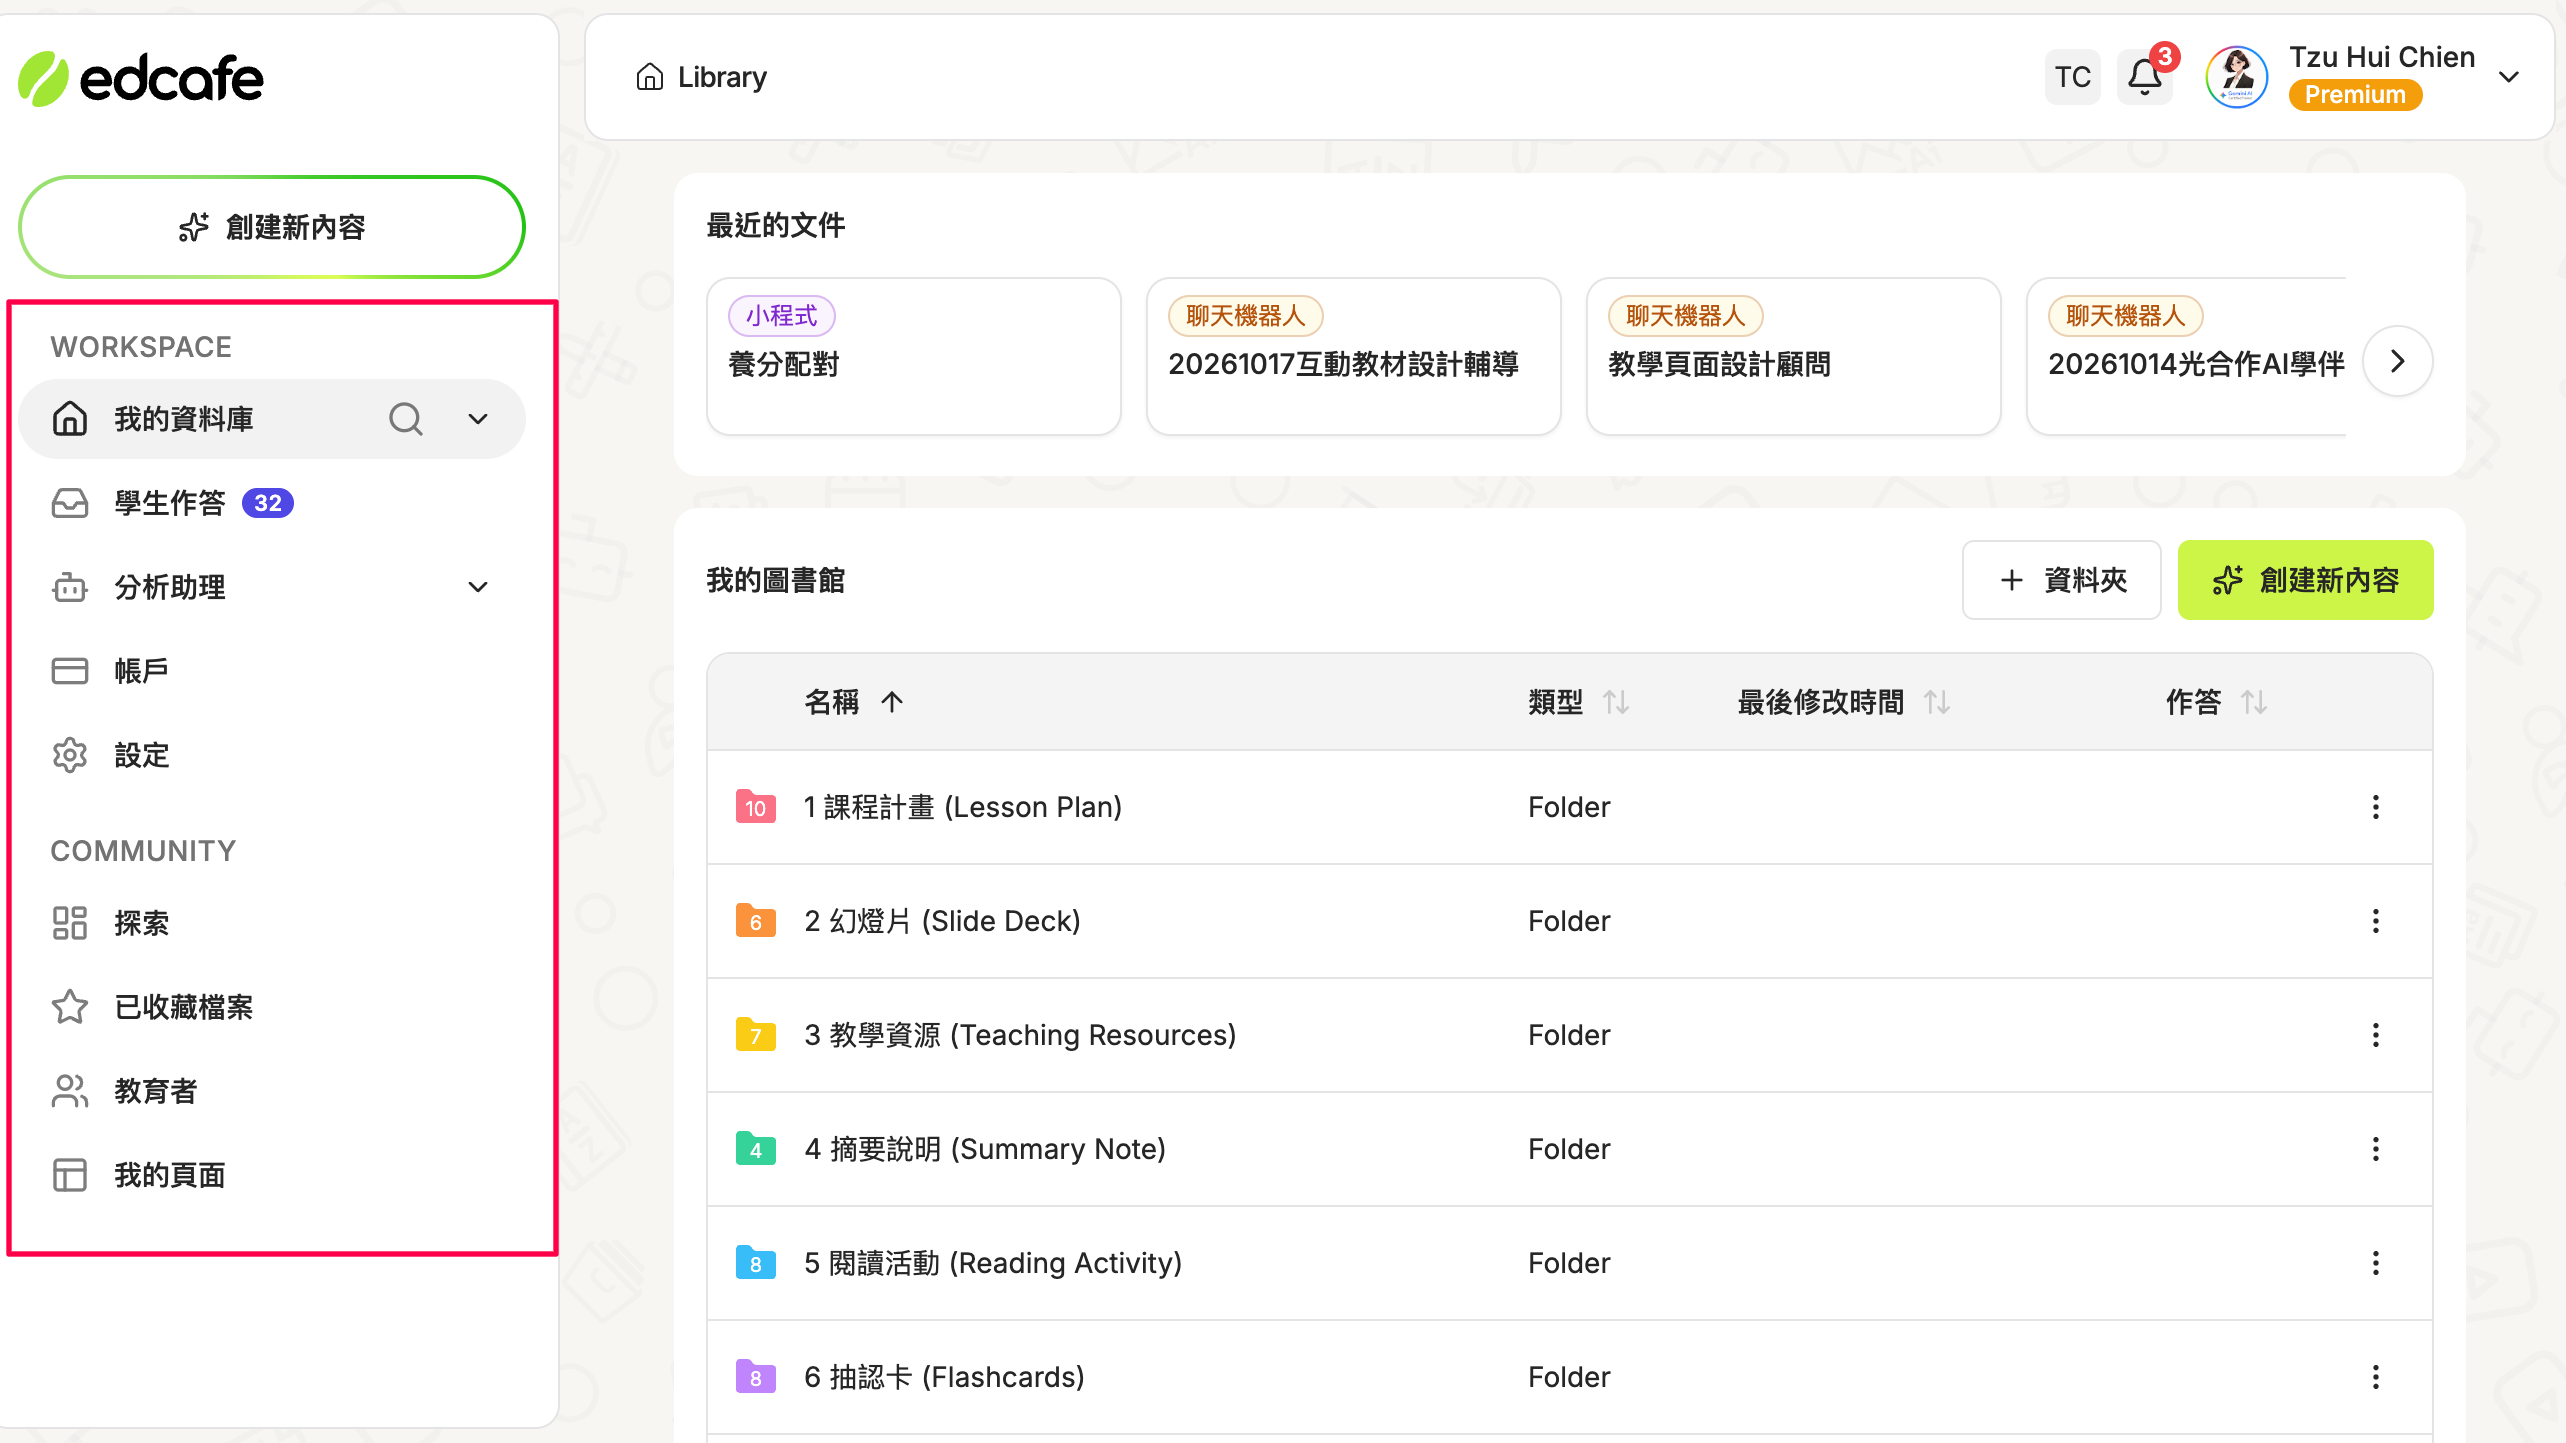 edcafe
創建新內容
WORKSPACE
我的資料庫
學生作答 32
分析助理
帳戶
設定
COMMUNITY
探索
已收藏檔案
教育者
我的頁面
Library
TC
3
Tzu Hui Chien
Premium
最近的文件
小程式
養分配對
聊天機器人
20261017互動教材設計輔導
聊天機器人
教學頁面設計顧問
聊天機器人
20261014光合作AI學伴
我的圖書館
資料夾
創建新內容
名稱 類型 最後修改時間 作答
10 1 課程計畫 (Lesson Plan) Folder
6 2 幻燈片 (Slide Deck) Folder
7 3 教學資源 (Teaching Resources) Folder
4 4 摘要說明 (Summary Note) Folder
8 5 閱讀活動 (Reading Activity) Folder
8 6 抽認卡 (Flashcards) Folder